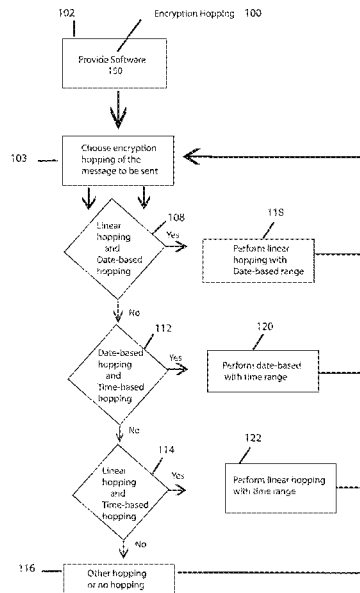 102
Encryption Hopping 100
Provide Software
150
103
Choose encryption
hopping of the
message to be sent
108
Linear
hopping
and
Date-based
hopping
Yes
118
Perform linear
hopping with
Date-based range
No
112
Date-based
hopping
and
Time-based
hopping
Yes
120
Perform date-based
with time range
No
114
Linear
hopping
and
Time-based
hopping
Yes
122
Perform linear hopping
with time range
No
116
Other hopping
or no hopping